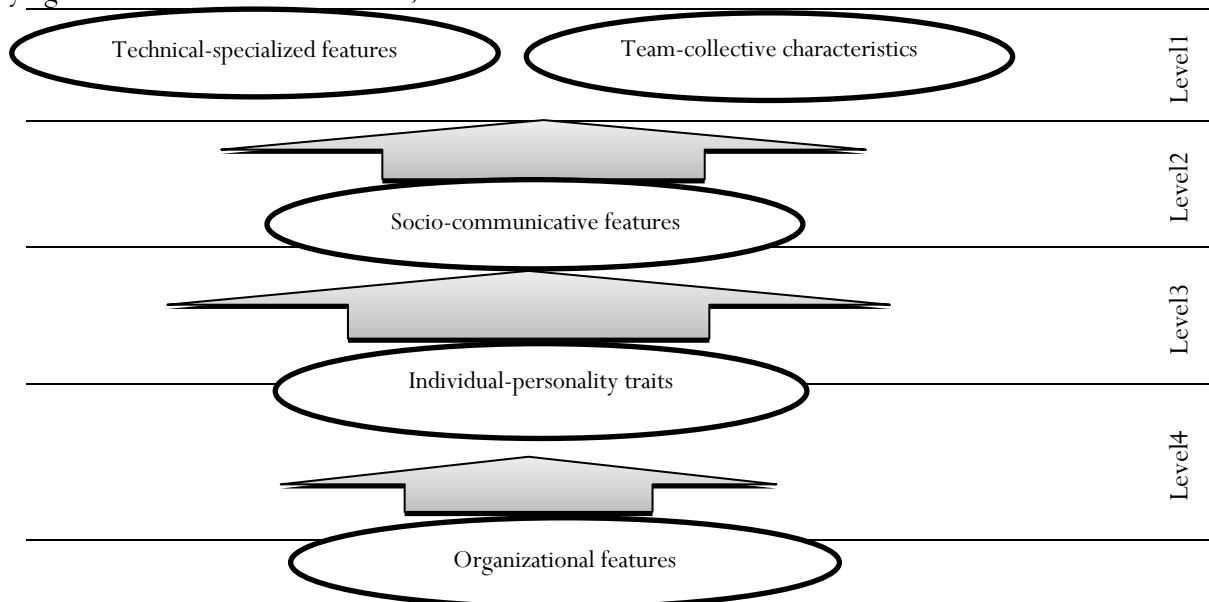 Technical-specialized features
Team-collective characteristics
Level1
Level2
Socio-communicative features
Level3
Individual-personality traits
Level4
Organizational features